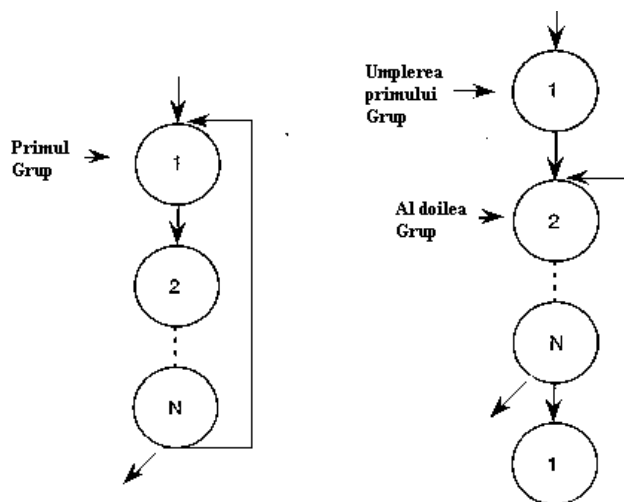 Primul
Grup
1
2
N
Umplerea
primului
Grup
1
Al doilea
Grup
2
N
1